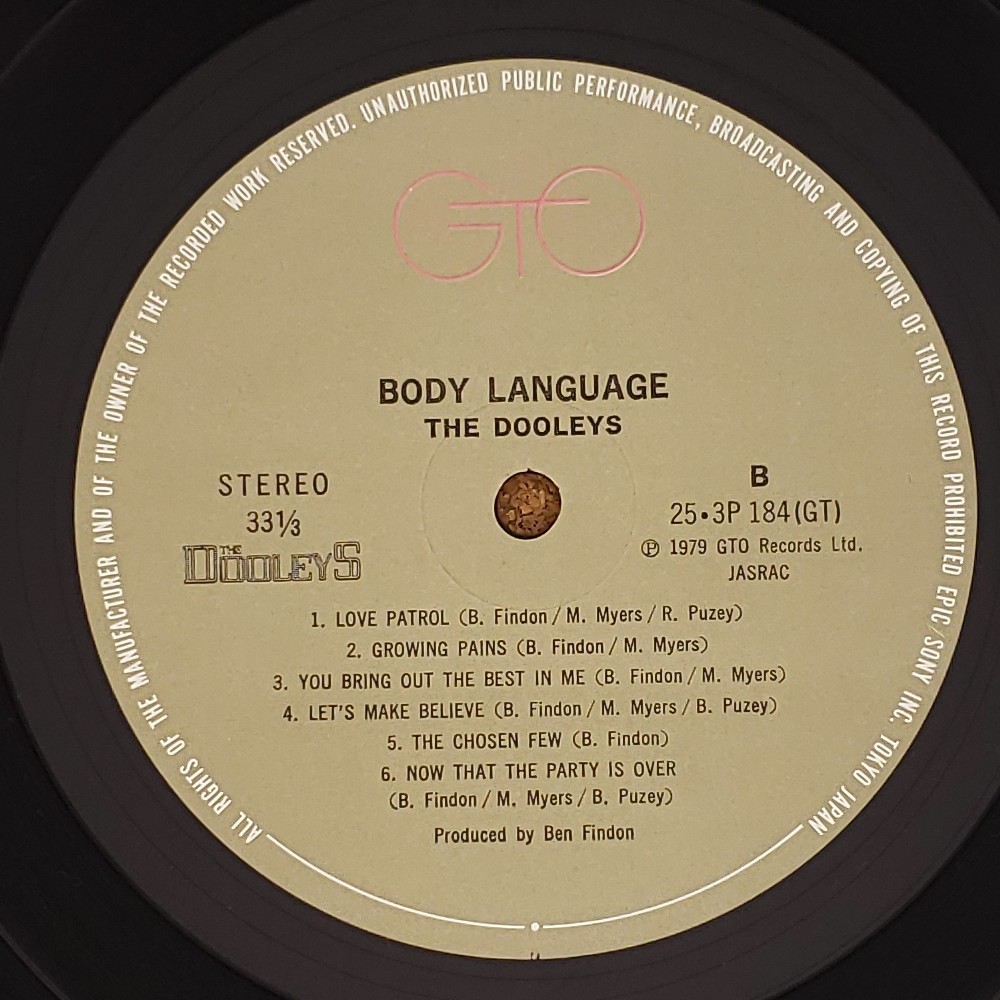 ALL RIGHTS OF THE MANUFACTURER AND OF THE OWNER OF THE RECORDED WORK RESERVED. UNAUTHORIZED PUBLIC PERFORMANCE, BROADCASTING AND COPYING OF THIS RECORD PROHIBITED EPIC/SONY INC. TOKYO JAPAN
GTO
BODY LANGUAGE
THE DOOLEYS
STEREO
33⅓
THE DOOLEYS
B
25•3P 184(GT)
Ⓟ 1979 GTO Records Ltd.
JASRAC
1. LOVE PATROL (B. Findon / M. Myers / R. Puzey)
2. GROWING PAINS (B. Findon / M. Myers)
3. YOU BRING OUT THE BEST IN ME (B. Findon / M. Myers)
4. LET'S MAKE BELIEVE (B. Findon / M. Myers / B. Puzey)
5. THE CHOSEN FEW (B. Findon)
6. NOW THAT THE PARTY IS OVER
(B. Findon / M. Myers / B. Puzey)
Produced by Ben Findon